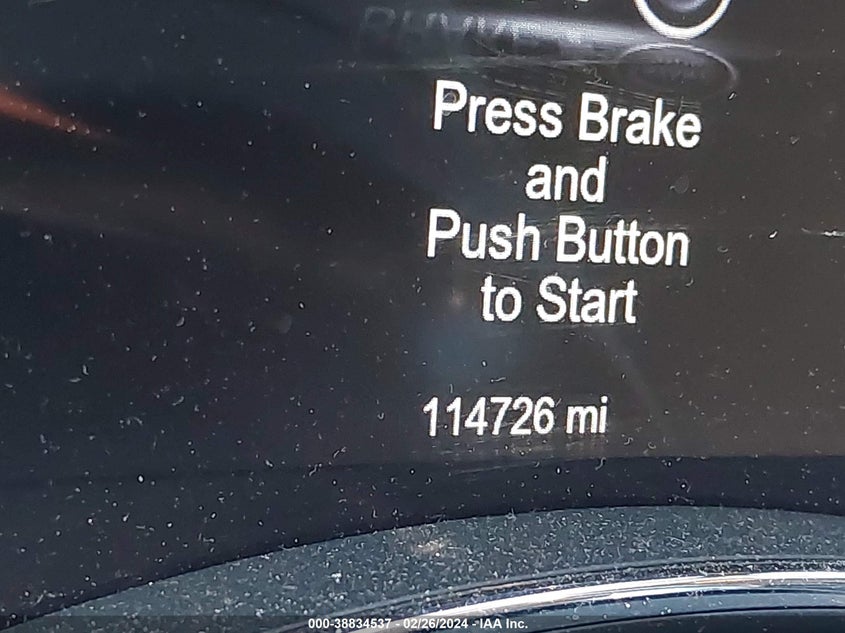 Press Brake
and
Push Button
to Start
114726 mi
000-38834537 - 02/26/2024 - IAA Inc.